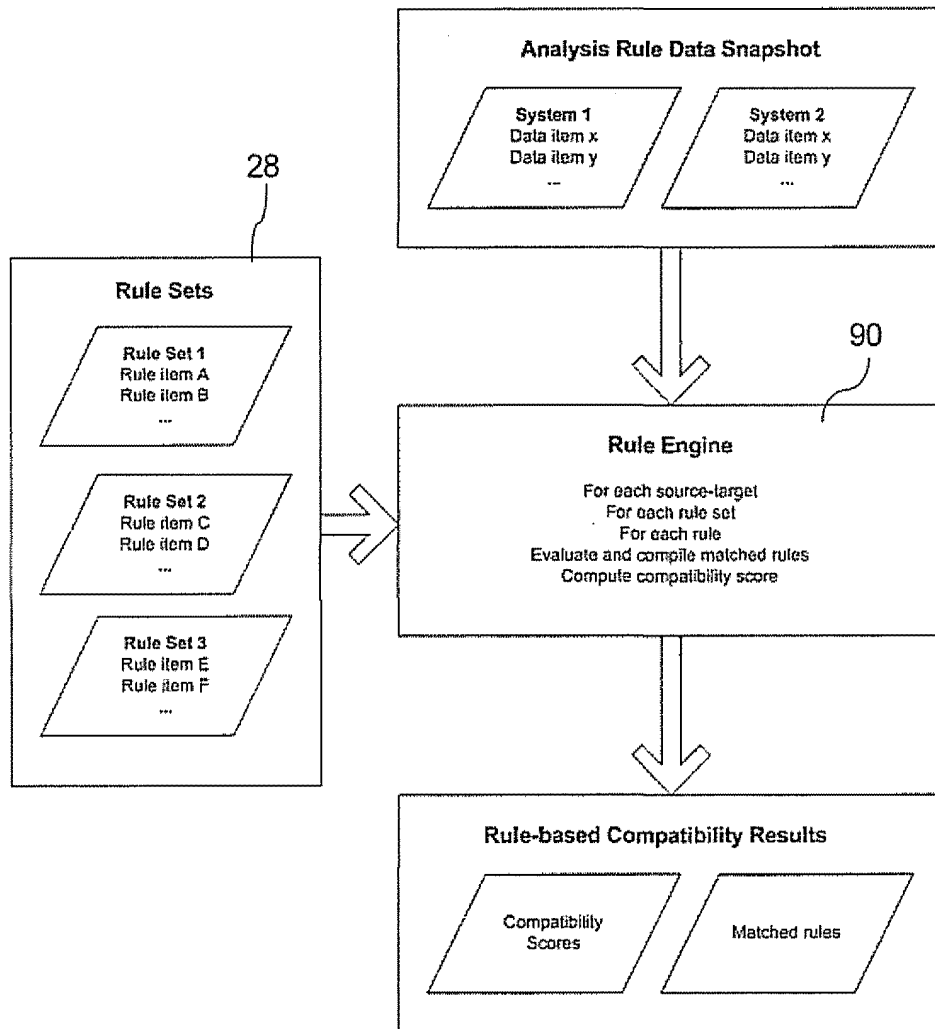 Analysis Rule Data Snapshot
System 1
Data item x
Data item y
...
System 2
Data item x
Data item y
...
28
Rule Sets
Rule Set 1
Rule item A
Rule item B
...
Rule Set 2
Rule item C
Rule item D
...
Rule Set 3
Rule item E
Rule item F
...
90
Rule Engine
For each source-target
For each rule set
For each rule
Evaluate and compile matched rules
Compute compatibility score
Rule-based Compatibility Results
Compatibility
Scores
Matched rules